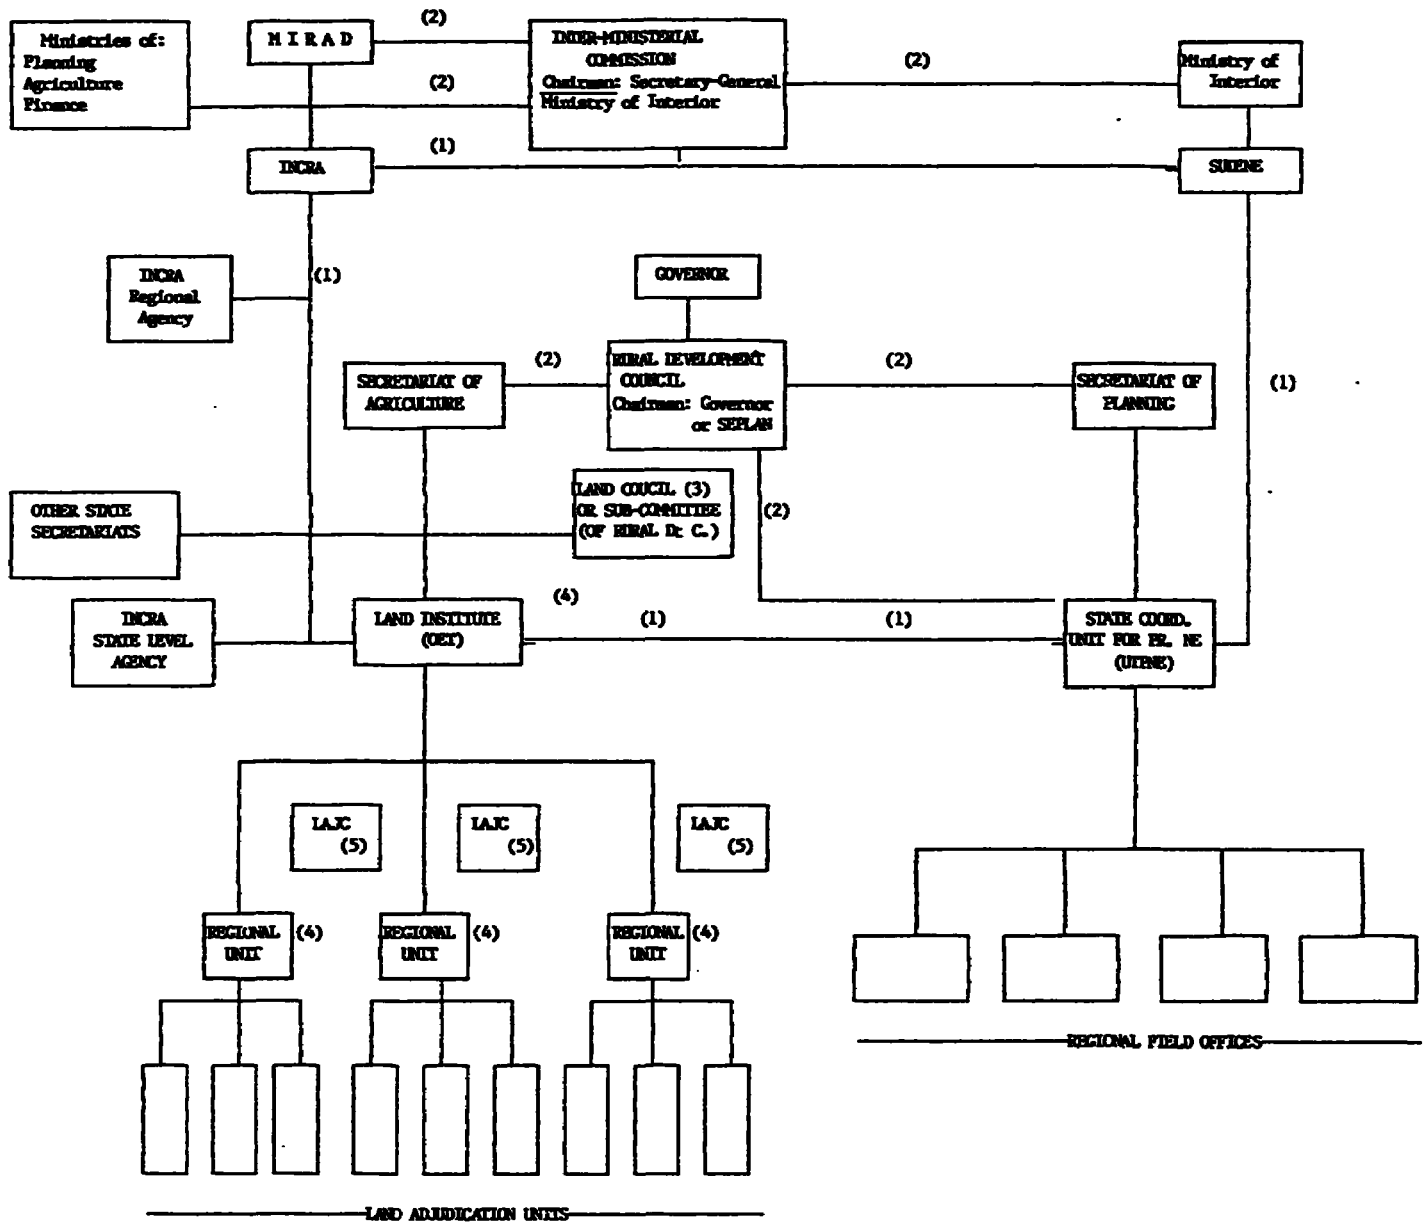 (2)
Ministries of:
Planning
Agriculture
Finance
M I R A D
INTER-MINISTERIAL
COMMISSION
Chairman: Secretary-General
Ministry of Interior
(2)
(2)
Ministry of
Interior
(1)
INCRA
SUDENE
INCRA
Regional
Agency
(1)
GOVERNOR
(2)
RURAL DEVELOPMENT
COUNCIL
Chairman: Governor
or SEPLAN
(2)
SECRETARIAT OF
AGRICULTURE
SECRETARIAT OF
PLANNING
(1)
OTHER STATE
SECRETARIATS
LAND COUCIL (3)
OR SUB-COMMITTEE
(OF RURAL D: C.)
(2)
(4)
INCRA
STATE LEVEL
AGENCY
LAND INSTITUTE
(OET)
(1)
(1)
STATE COORD.
UNIT FOR PR. NE
(UTPNE)
LAJC
(5)
LAJC
(5)
LAJC
(5)
REGIONAL
UNIT
(4)
REGIONAL
UNIT
(4)
REGIONAL
UNIT
(4)
REGIONAL FIELD OFFICES
LAND ADJUDICATION UNITS